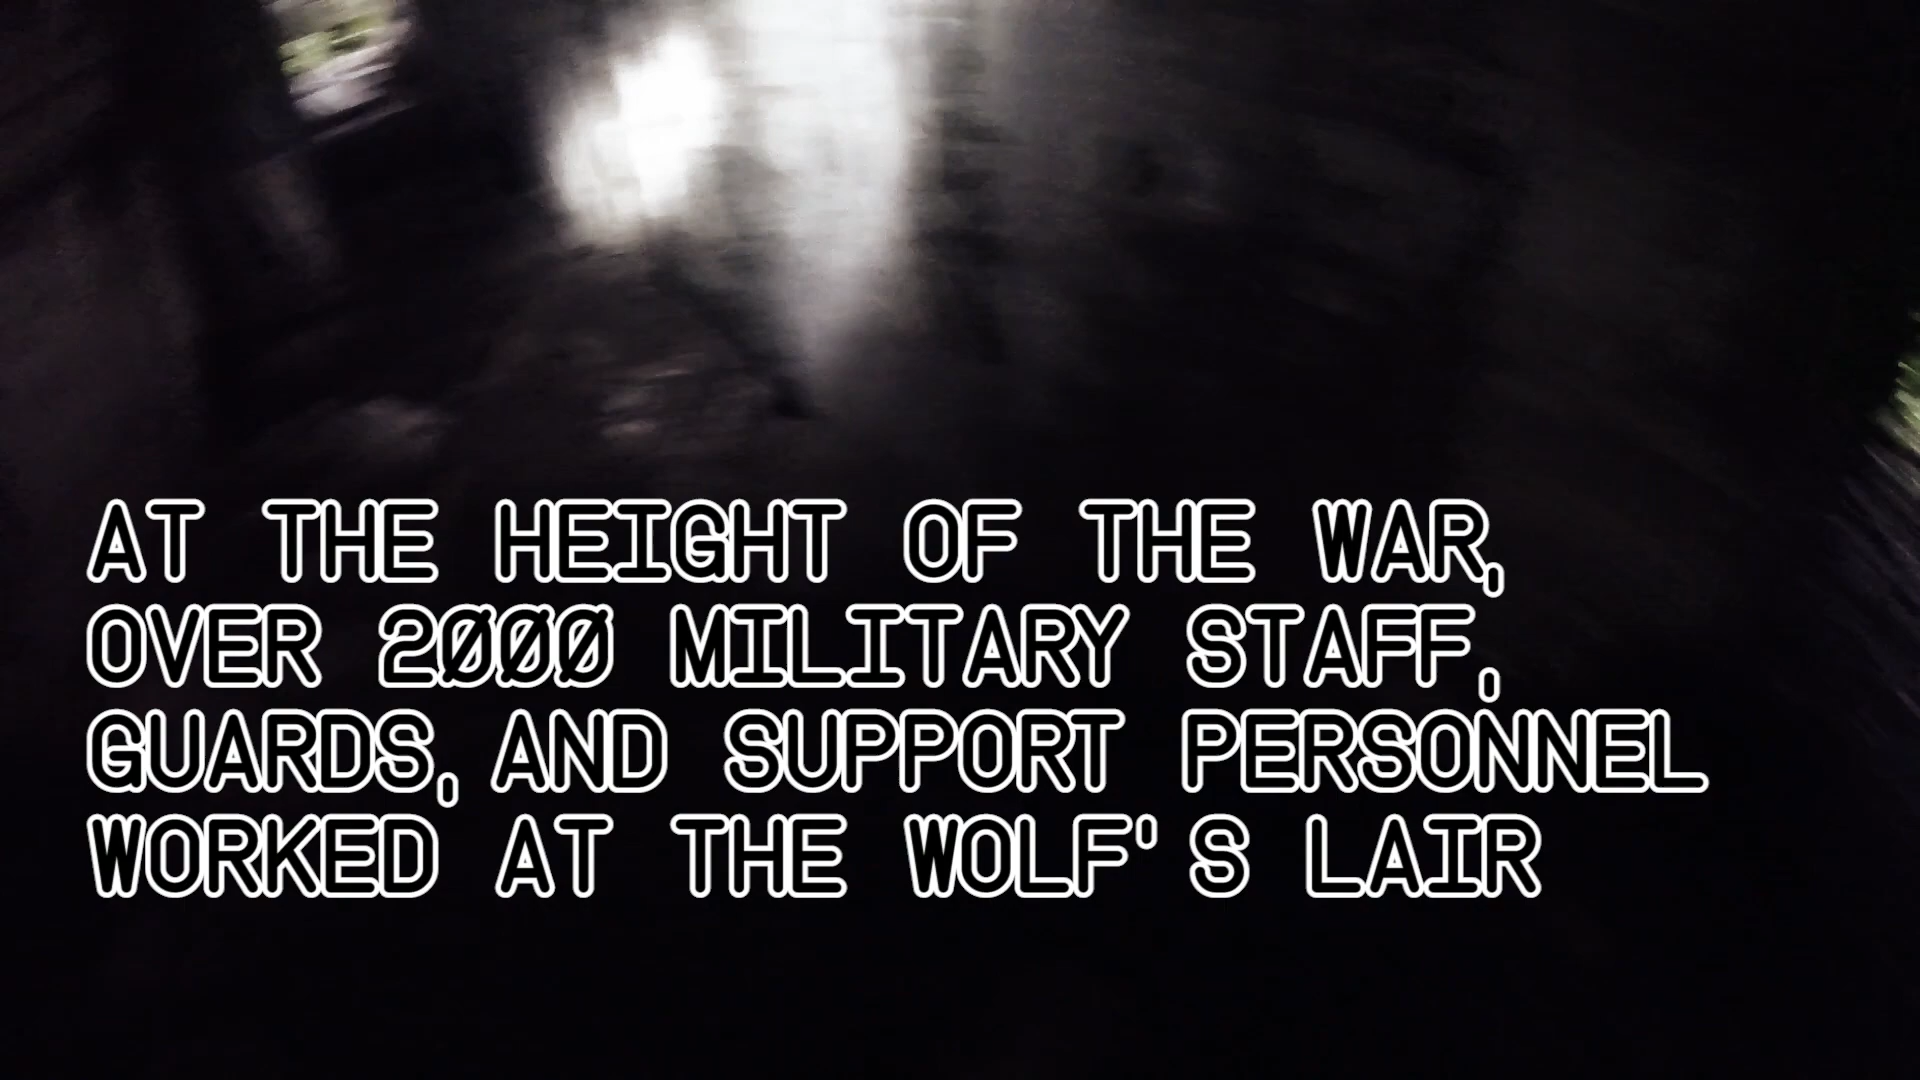 AT THE HEIGHT OF THE WAR,
OVER 2000 MILITARY STAFF,
GUARDS, AND SUPPORT PERSONNEL
WORKED AT THE WOLF'S LAIR